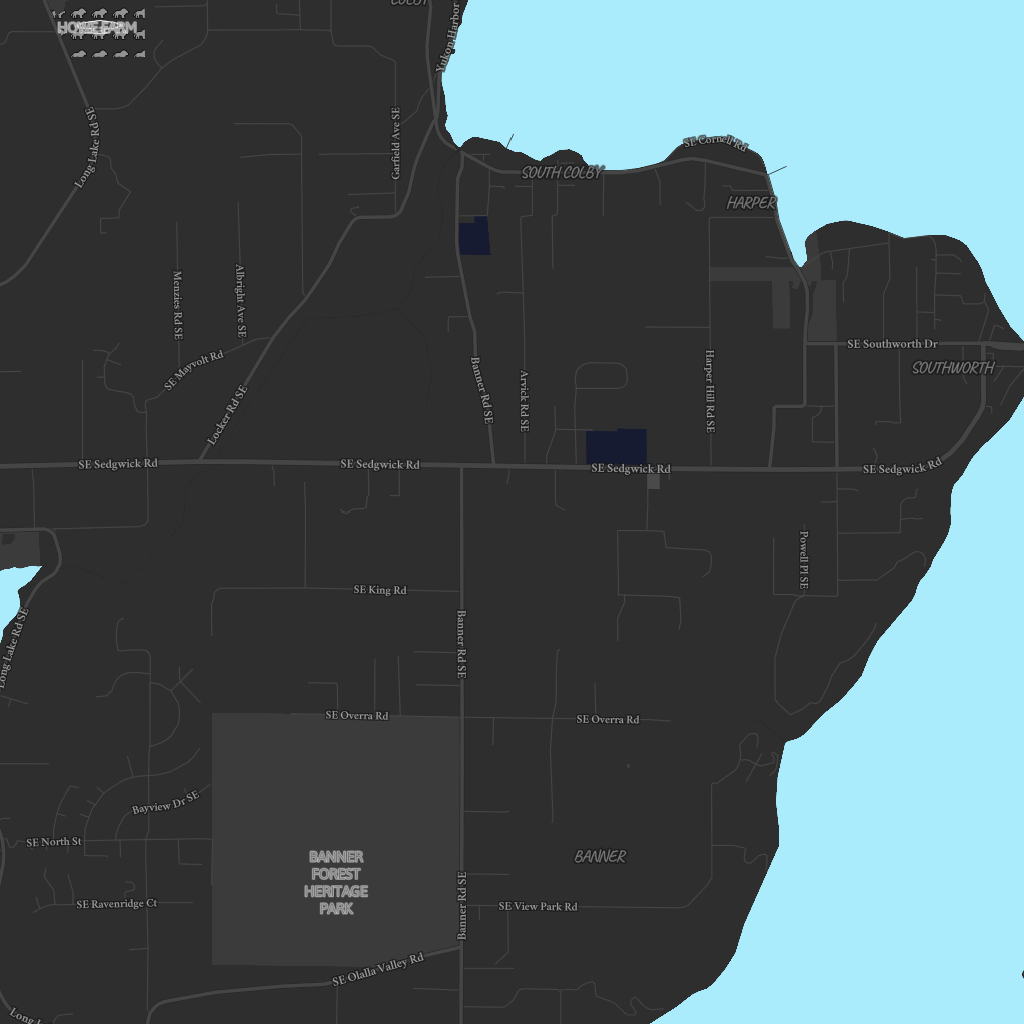 COLBY
HOWE FARM
Yukon Harbor
Long Lake Rd SE
Garfield Ave SE
SE Cornell Rd
SOUTH COLBY
HARPER
Menzies Rd SE
Albright Ave SE
SE Southworth Dr
SE Mayvolt Rd
SOUTHWORTH
Banner Rd SE
Arvick Rd SE
Harper Hill Rd SE
Locker Rd SE
SE Sedgwick Rd
SE Sedgwick Rd
SE Sedgwick Rd
SE Sedgwick Rd
Powell Pl SE
SE King Rd
Long Lake Rd SE
Banner Rd SE
SE Overra Rd
SE Overra Rd
Bayview Dr SE
SE North St
BANNER
FOREST
HERITAGE
PARK
BANNER
SE Ravenridge Ct
Banner Rd SE
SE View Park Rd
SE Olalla Valley Rd
Long